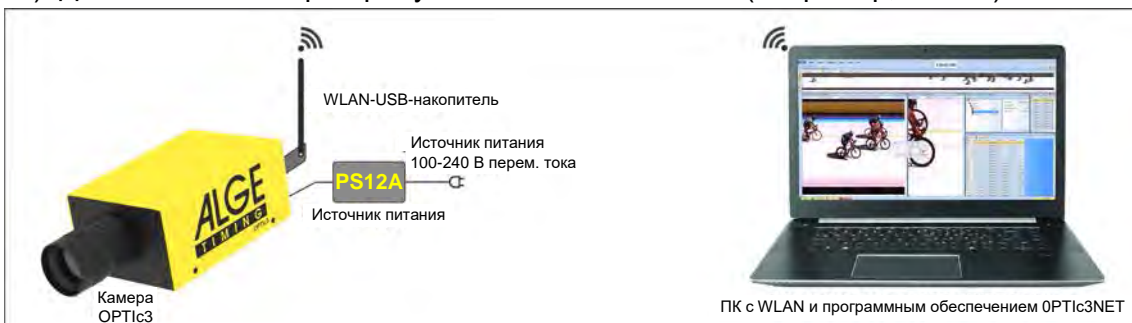 WLAN-USB-накопитель
Источник питания
100-240 В перем. тока
PS12A
Источник питания
ALGE
TIMING
OPTIc3
Камера
OPTIc3
ПК с WLAN и программным обеспечением 0PTIc3NET